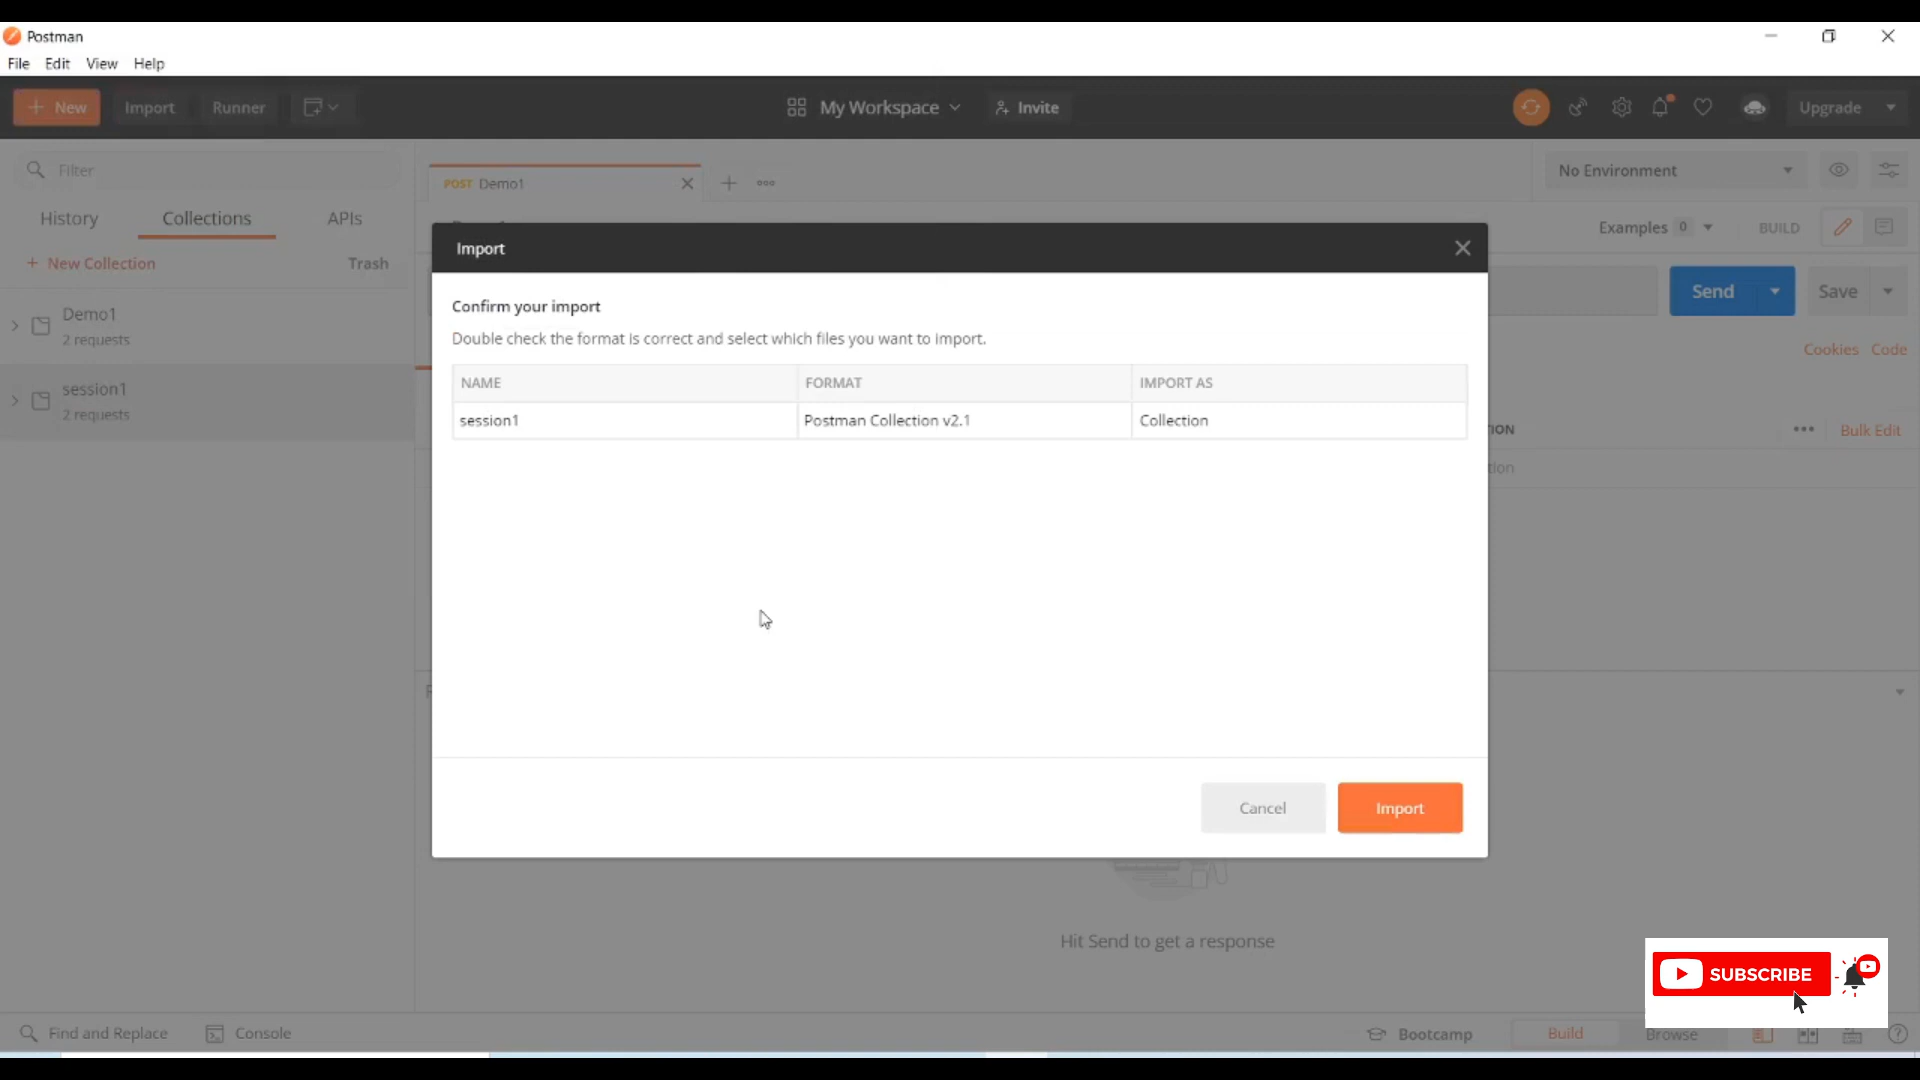 Postman
File Edit View Help
+ New Import Runner My Workspace Invite Upgrade
Filter
POST Demo1
No Environment
History Collections APIs
Examples 0 BUILD
+ New Collection Trash
Import
Send Save
Demo1
2 requests
Confirm your import
Double check the format is correct and select which files you want to import.
Cookies Code
NAME FORMAT IMPORT AS
session1 Postman Collection v2.1 Collection
session1
2 requests
Bulk Edit
Cancel Import
Hit Send to get a response
SUBSCRIBE
Find and Replace Console Bootcamp Build Browse